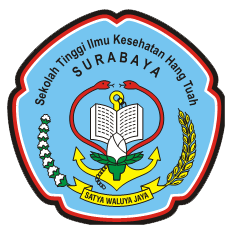 Sekolah Tinggi Ilmu Kesehatan Hang Tuah
SURABAYA
SATYA WALUYA JAYA